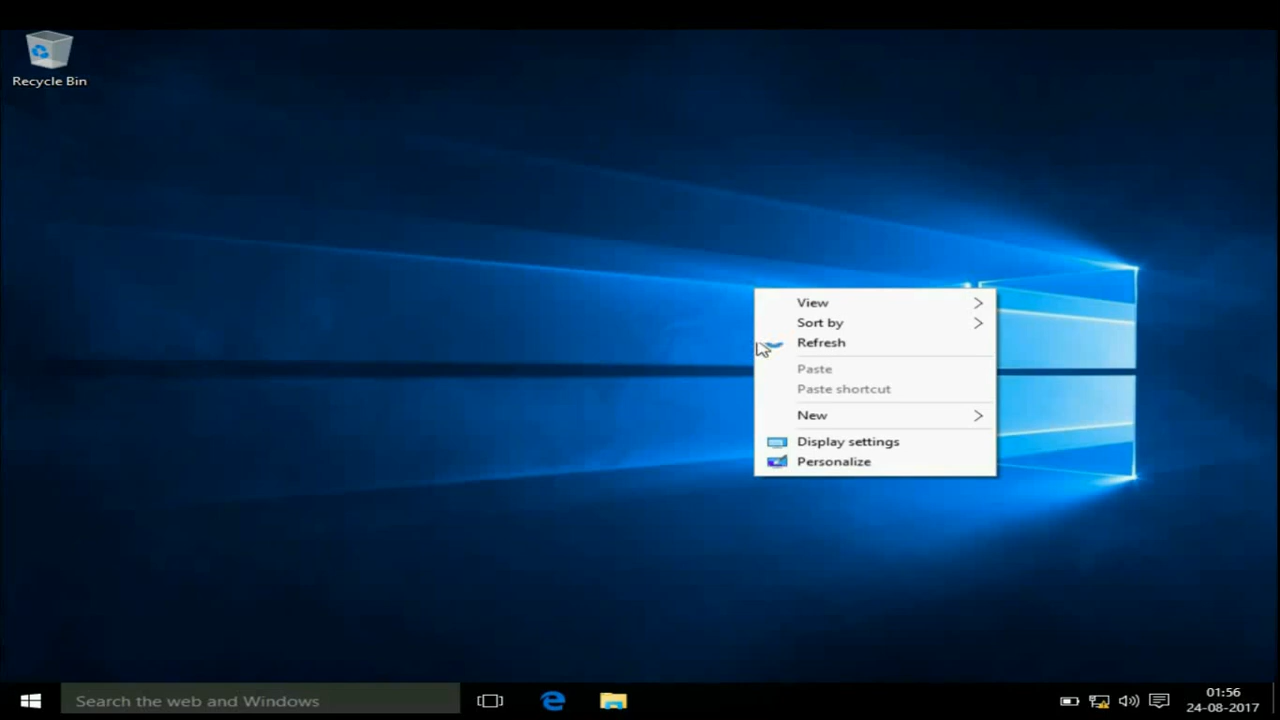 Recycle Bin
View
Sort by
Refresh
Paste
Paste shortcut
New
Display settings
Personalize
Search the web and Windows
01:56
24-08-2017